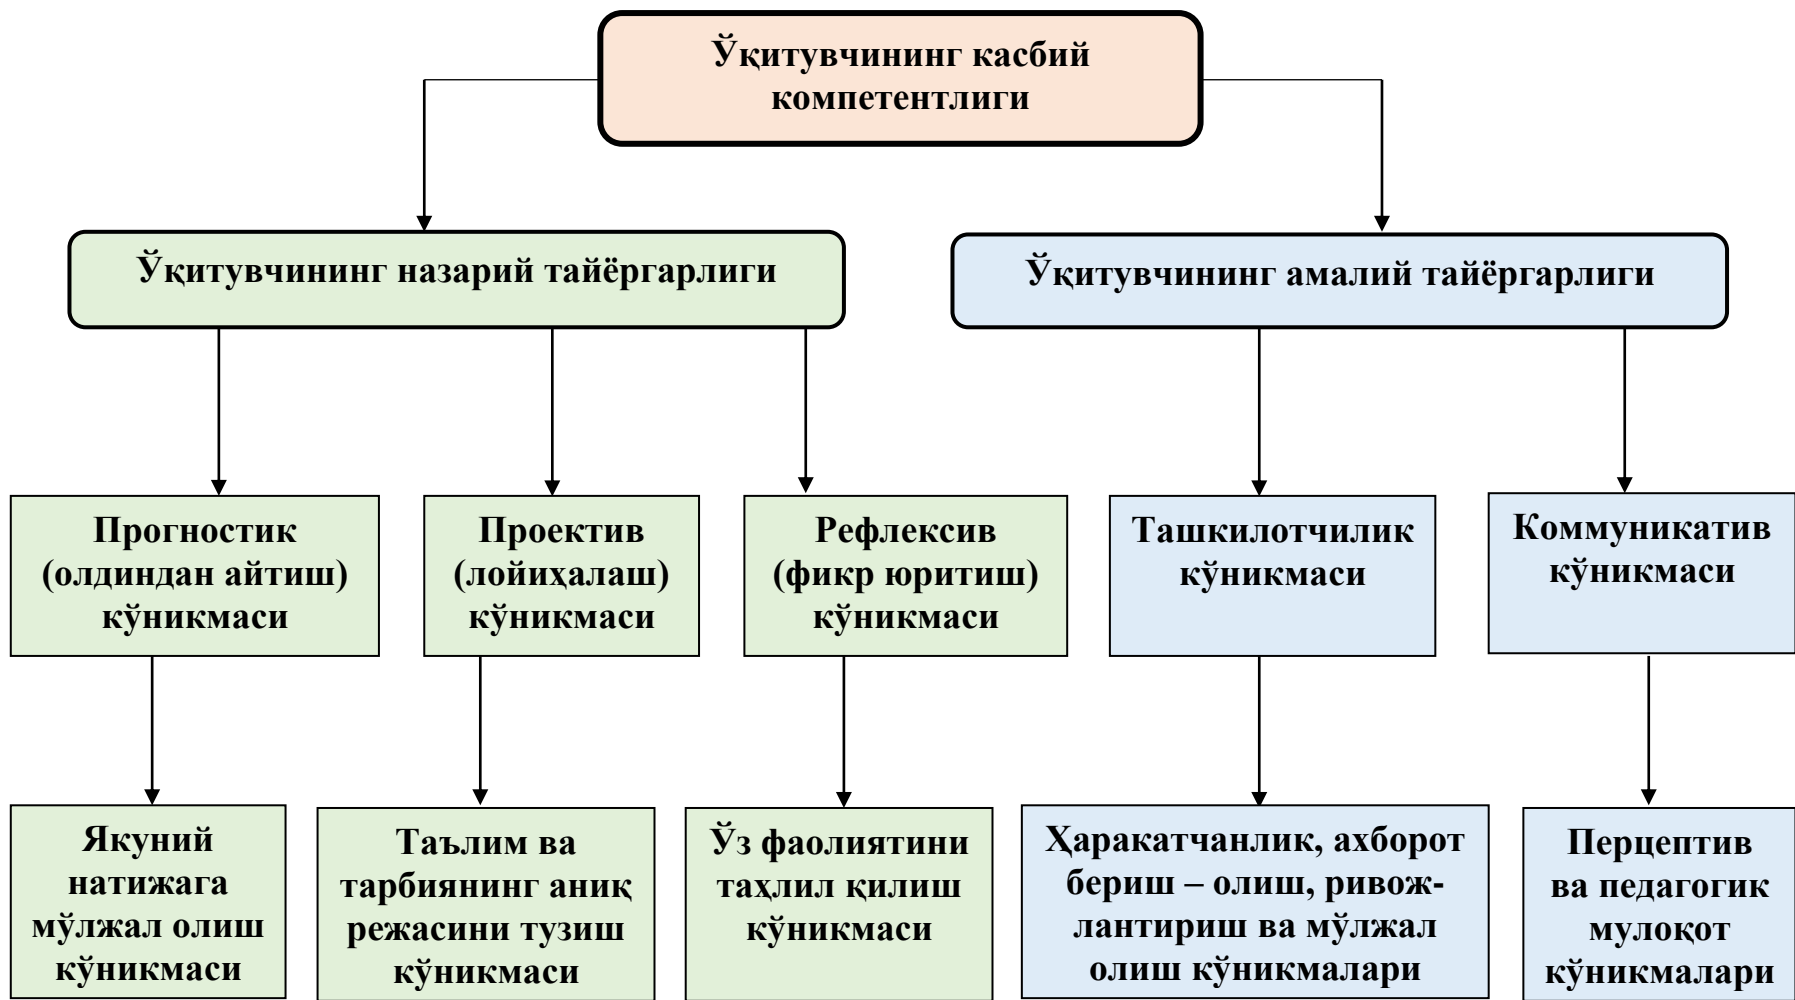 Ўқитувчининг касбий
компетентлиги
Ўқитувчининг назарий тайёргарлиги
Ўқитувчининг амалий тайёргарлиги
Прогностик
(олдиндан айтиш)
кўникмаси
Проектив
(лойиҳалаш)
кўникмаси
Рефлексив
(фикр юритиш)
кўникмаси
Ташкилотчилик
кўникмаси
Коммуникатив
кўникмаси
Якуний
натижага
мўлжал олиш
кўникмаси
Таълим ва
тарбиянинг аниқ
режасини тузиш
кўникмаси
Ўз фаолиятини
таҳлил қилиш
кўникмаси
Ҳаракатчанлик, ахборот
бериш – олиш, ривож-
лантириш ва мўлжал
олиш кўникмалари
Перцептив
ва педагогик
мулоқот
кўникмалари